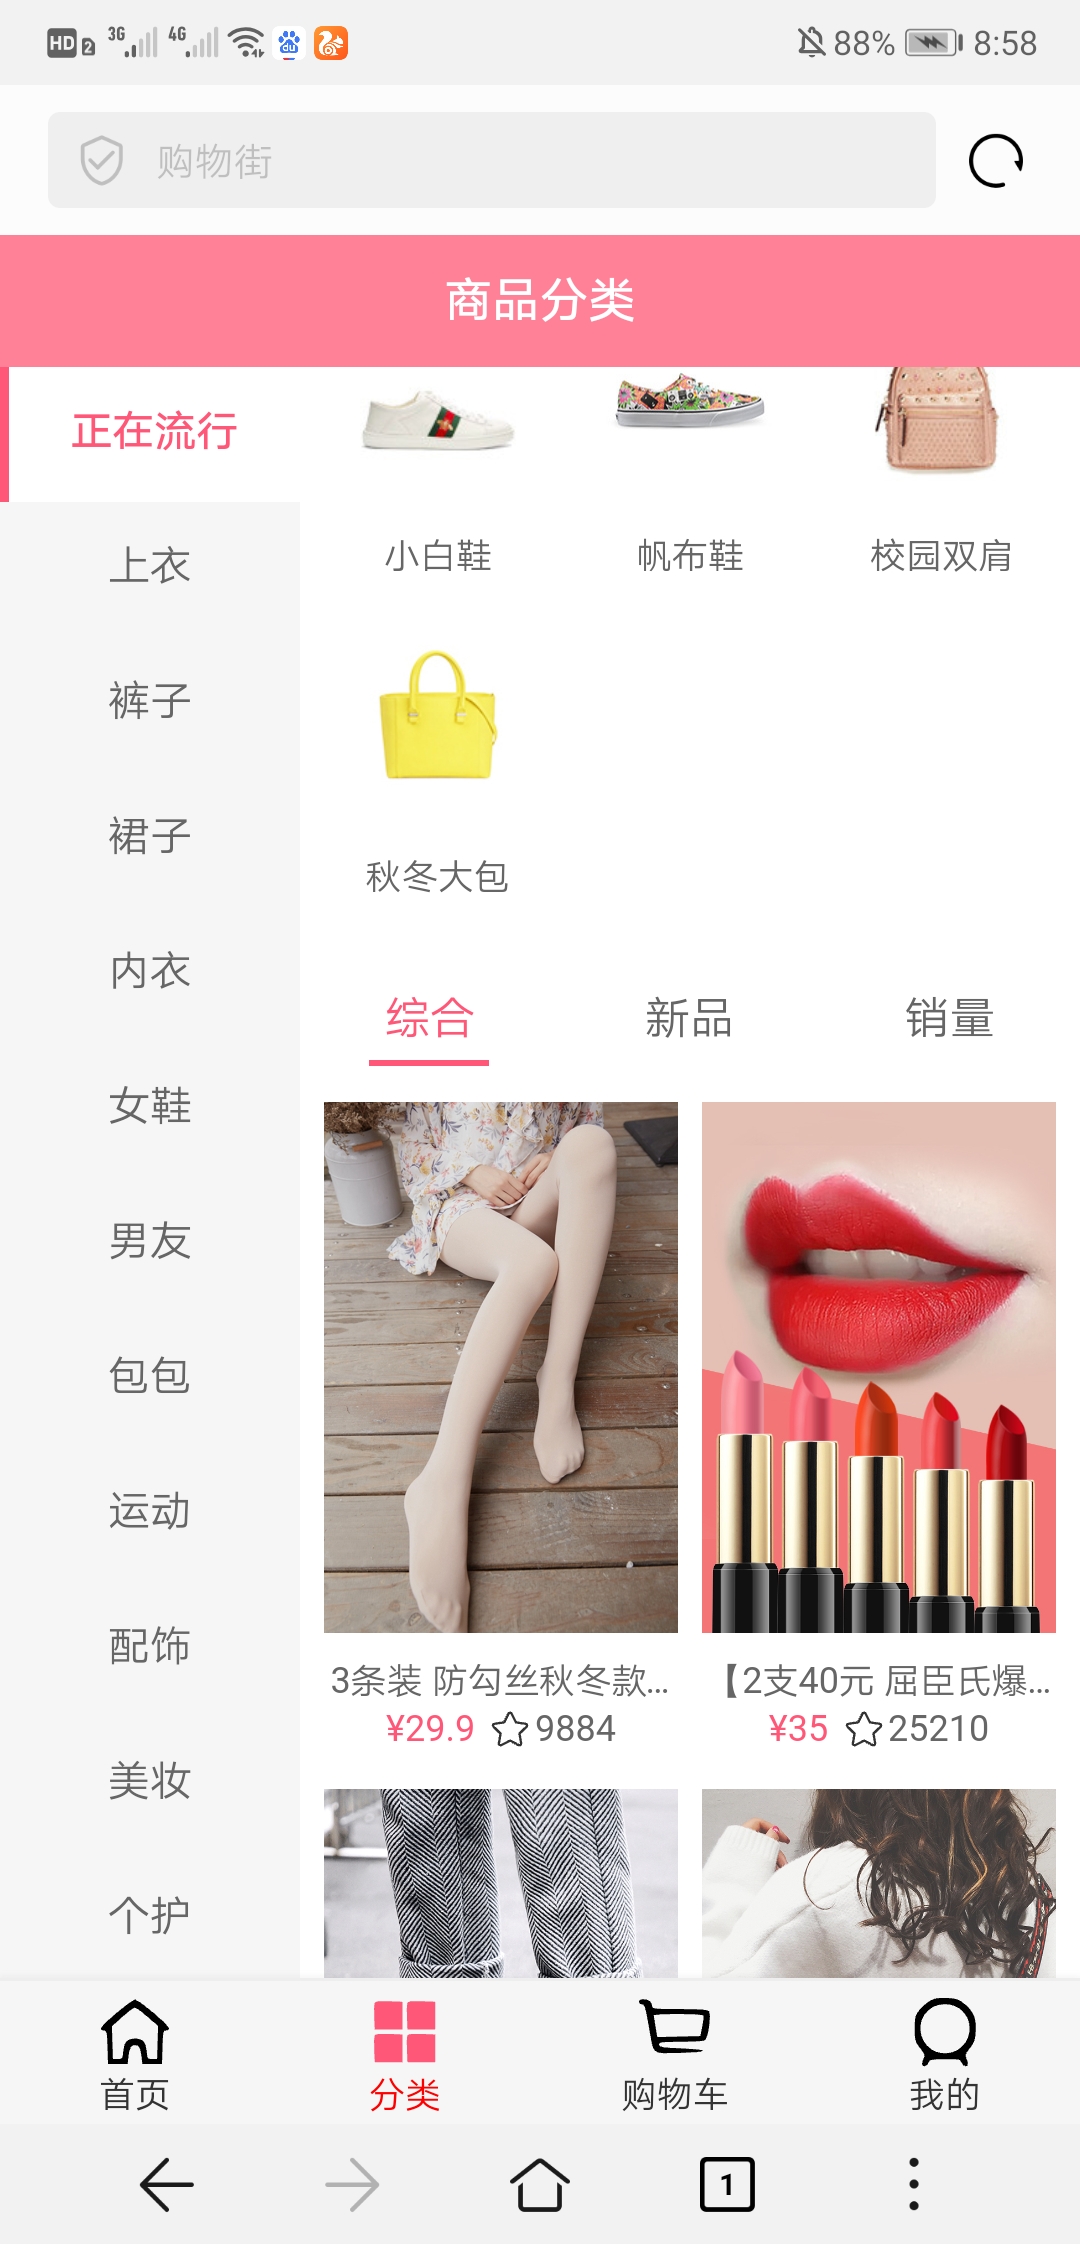 HD 2 3G 4G du 88% 8:58
购物街
商品分类
正在流行
上衣
裤子
裙子
内衣
女鞋
男友
包包
运动
配饰
美妆
个护
小白鞋 帆布鞋 校园双肩
秋冬大包
综合 新品 销量
3条装 防勾丝秋冬款...
¥29.9 9884
【2支40元 屈臣氏爆...
¥35 25210
首页 分类 购物车 我的
1